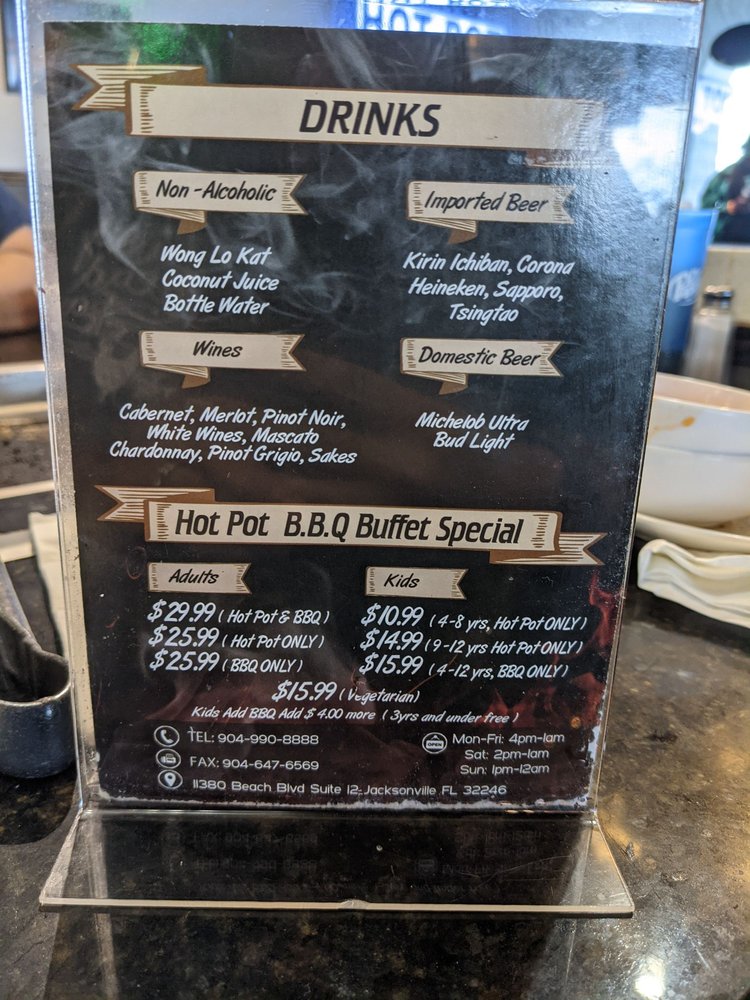 HOT POT
DRINKS
Non-Alcoholic
Wong Lo Kat
Coconut Juice
Bottle Water
Imported Beer
Kirin Ichiban, Corona
Heineken, Sapporo,
Tsingtao
Wines
Cabernet, Merlot, Pinot Noir,
White Wines, Mascato
Chardonnay, Pinot Grigio, Sakes
Domestic Beer
Michelob Ultra
Bud Light
Hot Pot B.B.Q Buffet Special
Adults
$29.99 (Hot Pot & BBQ)
$25.99 (Hot Pot ONLY)
$25.99 (BBQ ONLY)
Kids
$10.99 (4-8 yrs, Hot Pot ONLY)
$14.99 (9-12 yrs Hot Pot ONLY)
$15.99 (4-12 yrs, BBQ ONLY)
$15.99 (Vegetarian)
Kids Add BBQ Add $4.00 more (3yrs and under free)
TEL: 904-990-8888
FAX: 904-647-6569
11380 Beach Blvd Suite 12-Jacksonville FL 32246
OPEN
Mon-Fri: 4pm-1am
Sat: 2pm-1am
Sun: 1pm-12am